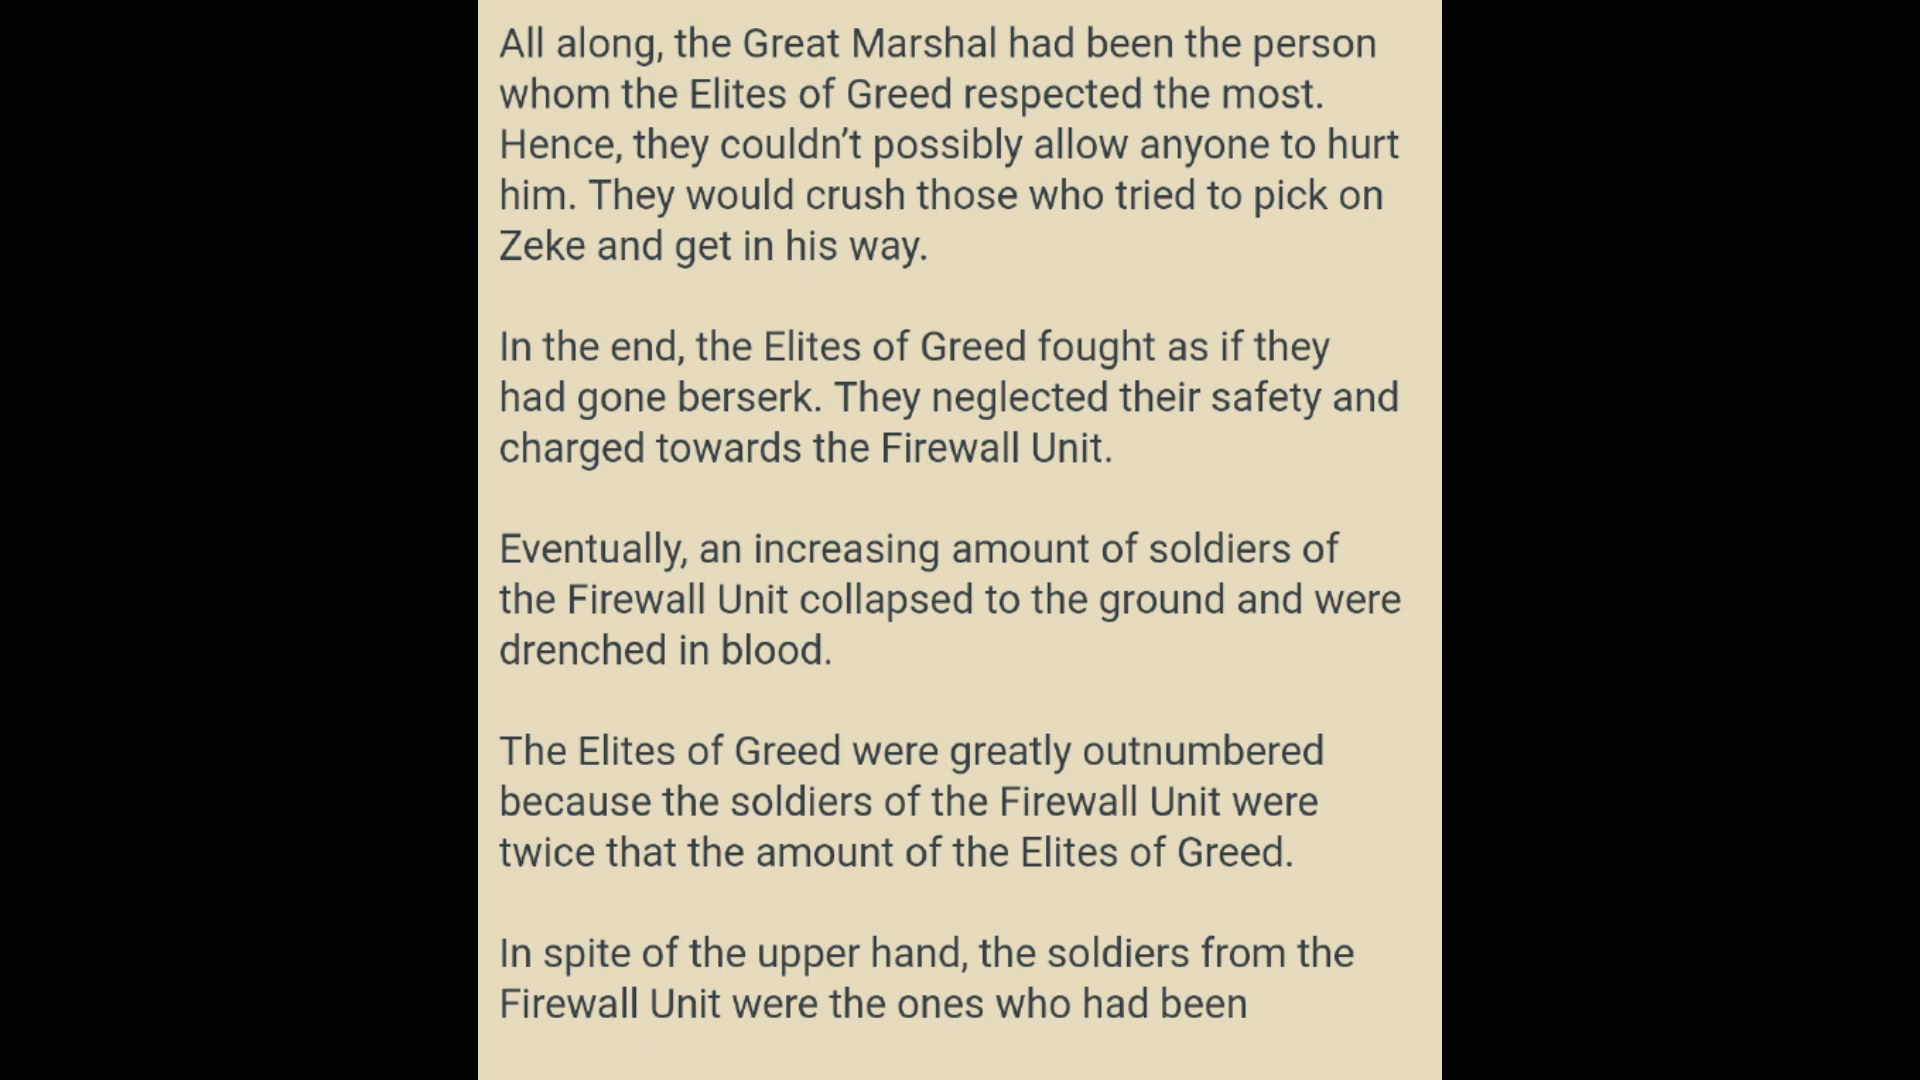 All along, the Great Marshal had been the person
whom the Elites of Greed respected the most.
Hence, they couldn’t possibly allow anyone to hurt
him. They would crush those who tried to pick on
Zeke and get in his way.
In the end, the Elites of Greed fought as if they
had gone berserk. They neglected their safety and
charged towards the Firewall Unit.
Eventually, an increasing amount of soldiers of
the Firewall Unit collapsed to the ground and were
drenched in blood.
The Elites of Greed were greatly outnumbered
because the soldiers of the Firewall Unit were
twice that the amount of the Elites of Greed.
In spite of the upper hand, the soldiers from the
Firewall Unit were the ones who had been